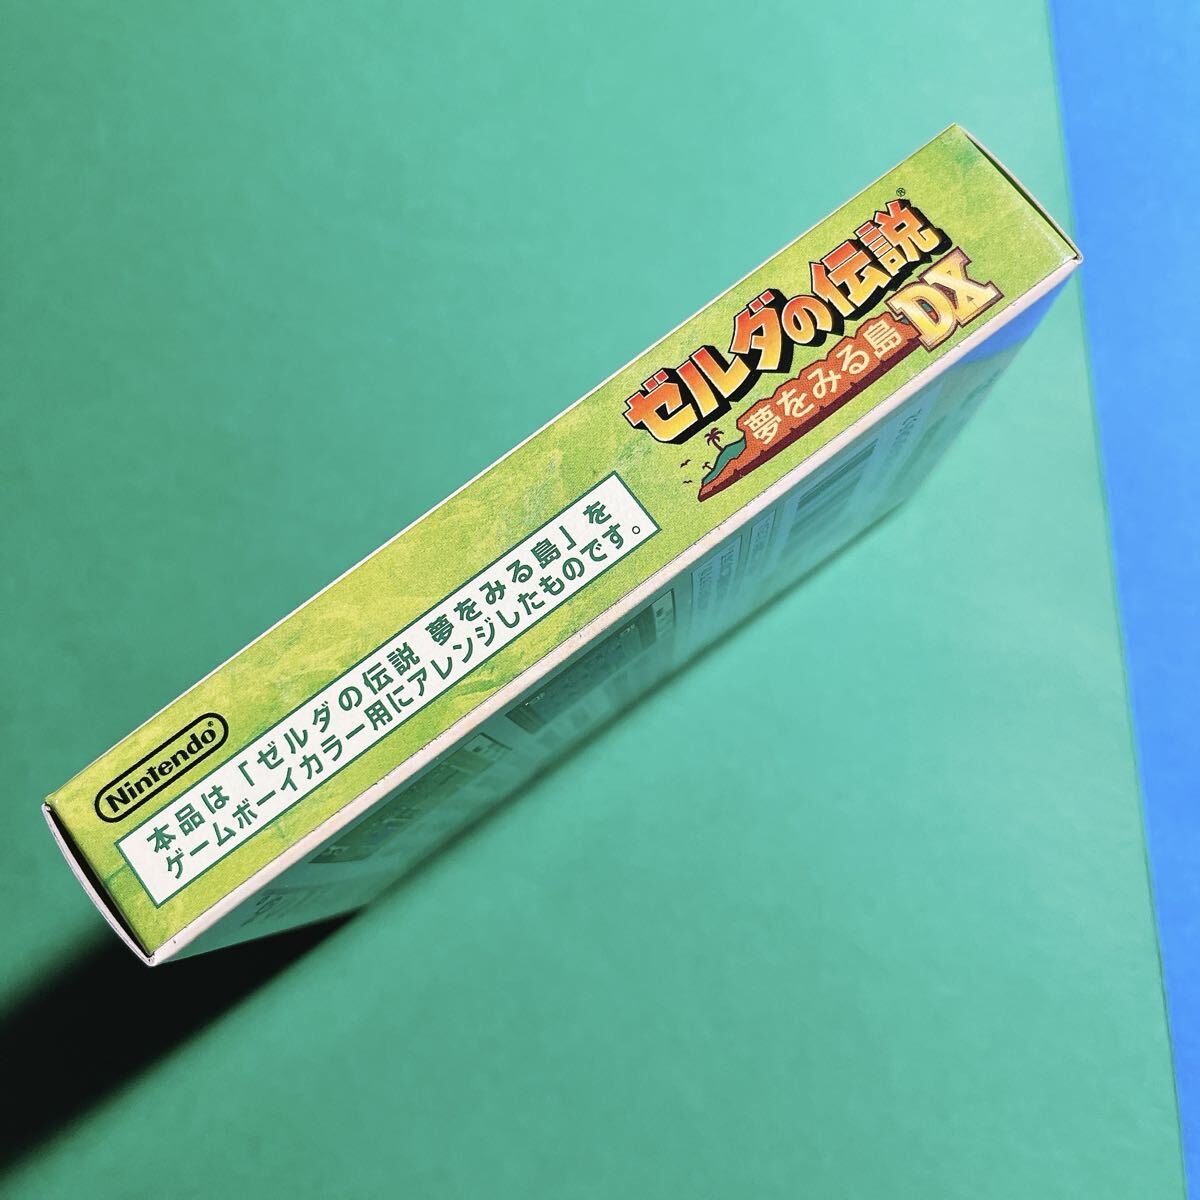 ゼルダの伝説®
夢をみる島 DX
本品は「ゼルダの伝説 夢をみる島」を
ゲームボーイカラー用にアレンジしたものです。
Nintendo®